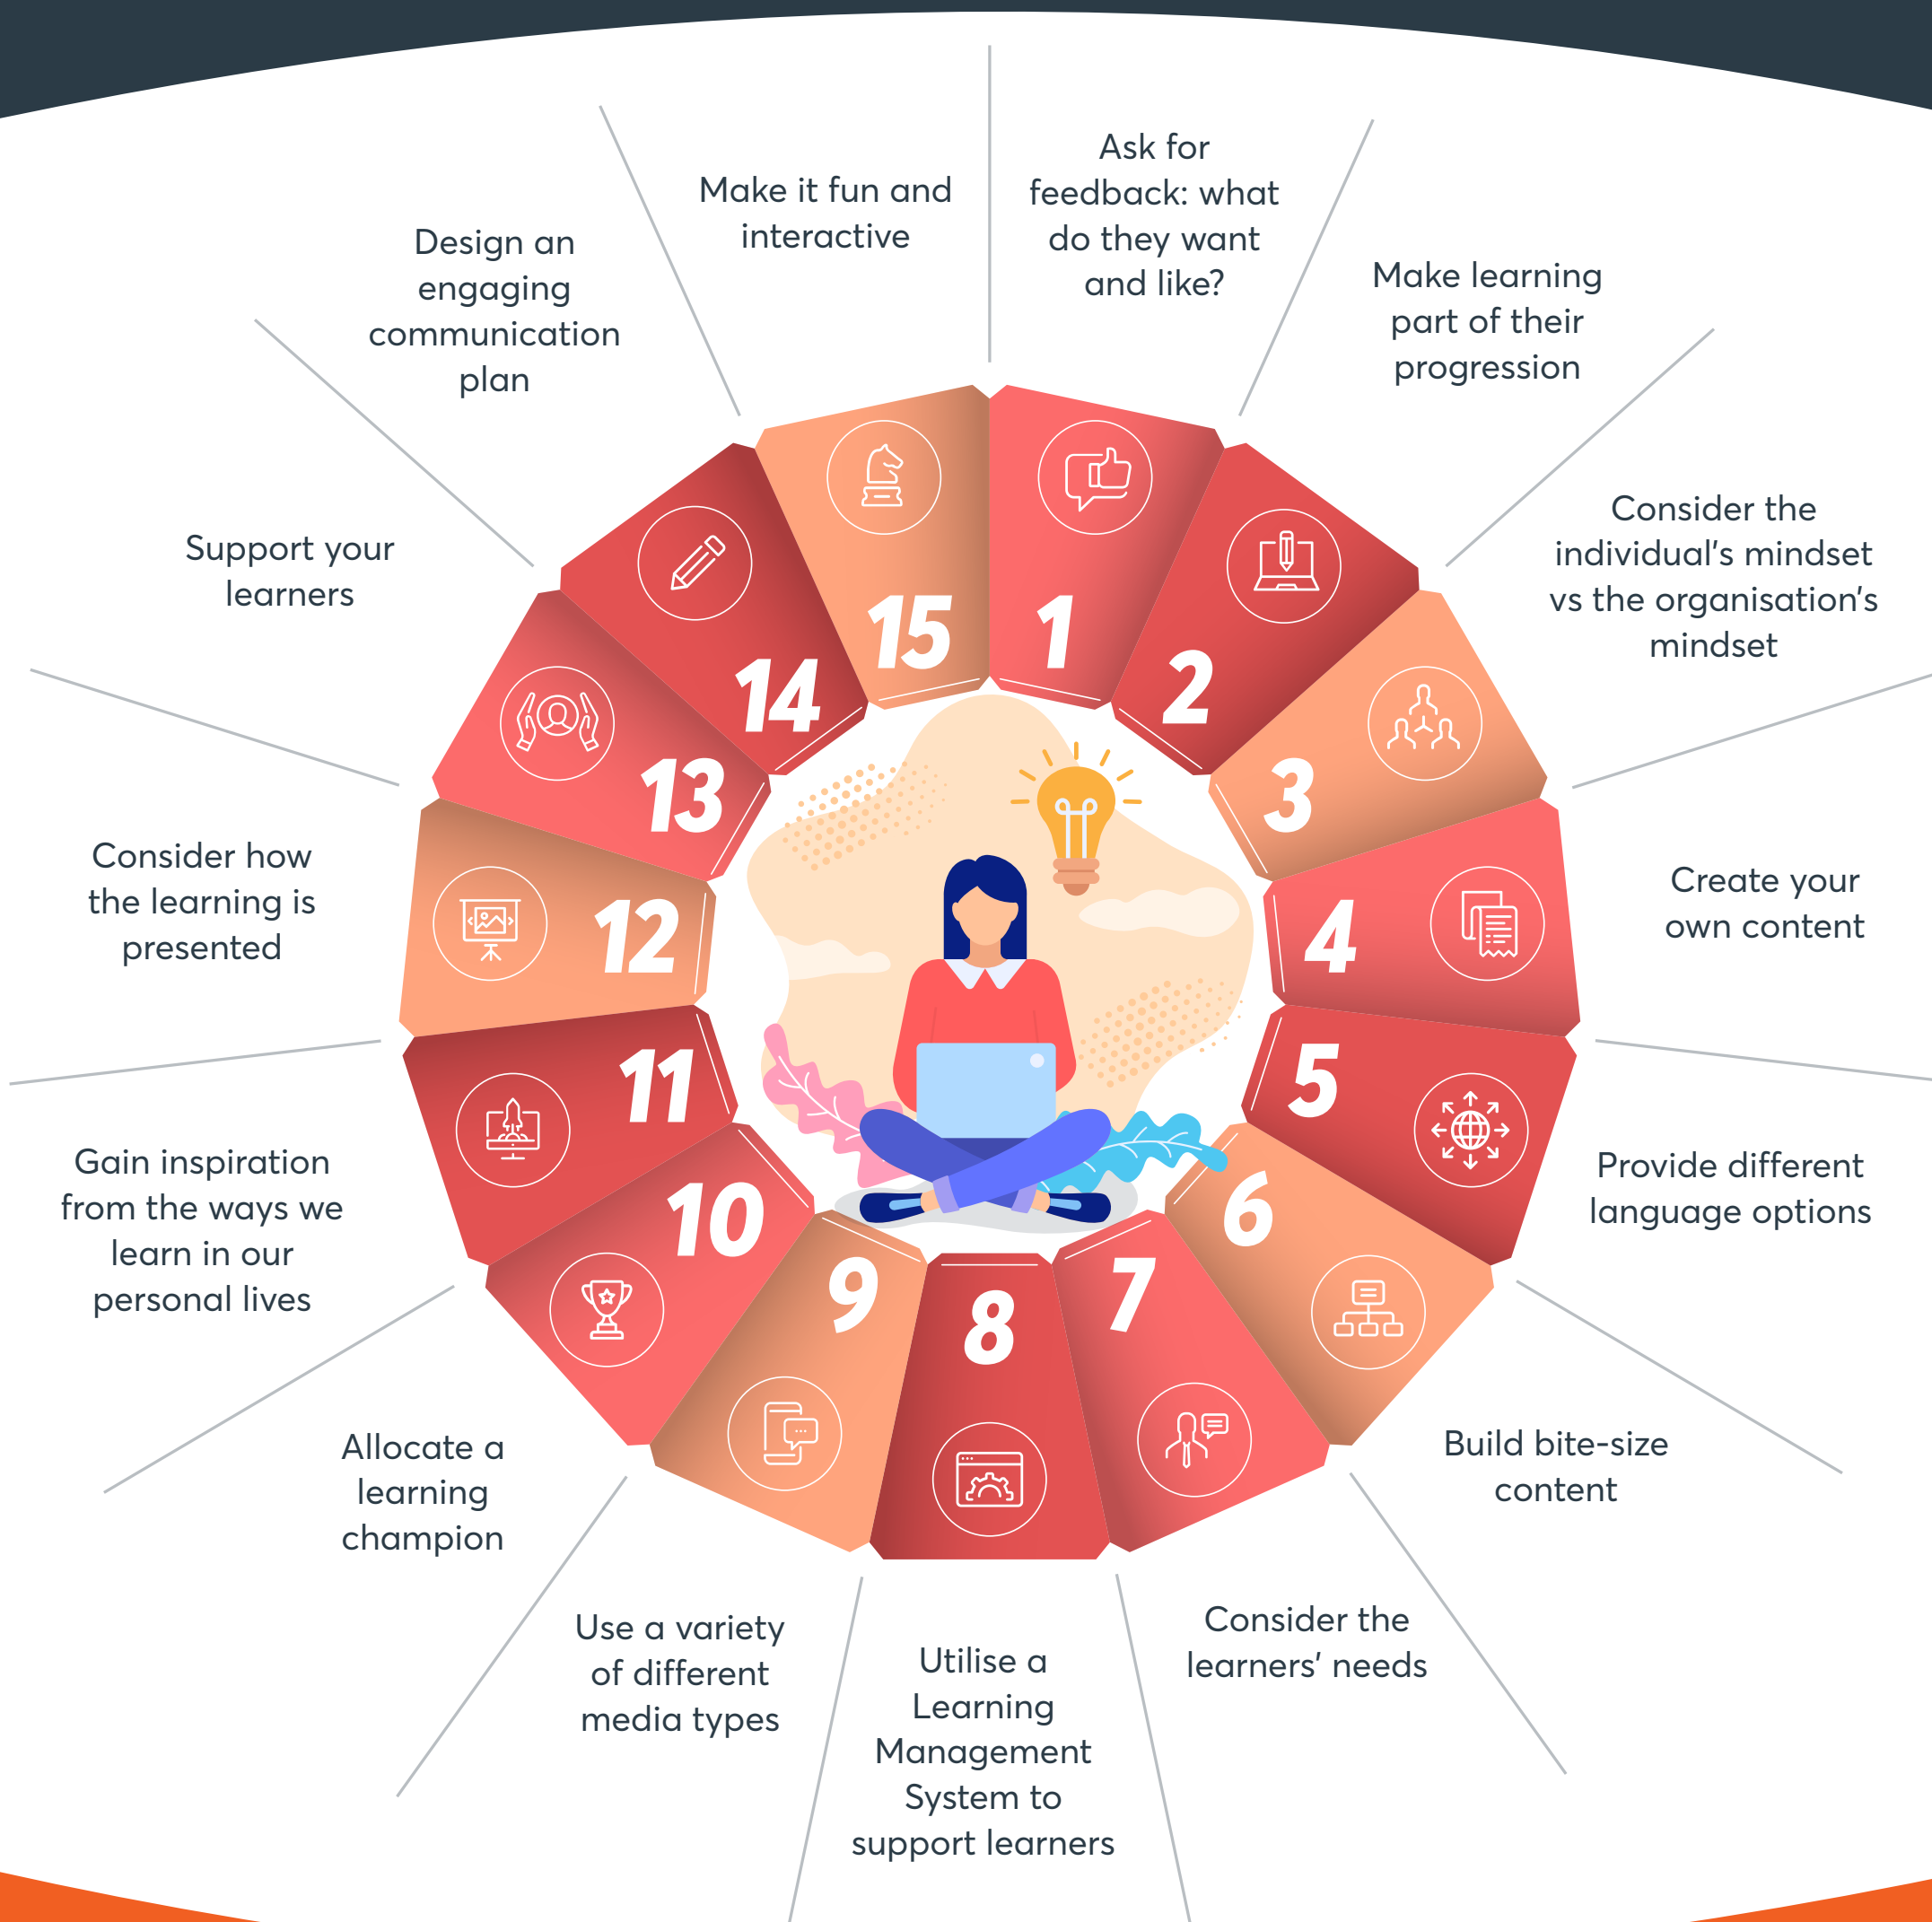 Ask for
feedback: what
do they want
and like?
1
Make learning
part of their
progression
2
Consider the
individual's mindset
vs the organisation's
mindset
3
Create your
own content
4
Provide different
language options
5
Build bite-size
content
6
Consider the
learners' needs
7
Utilise a
Learning
Management
System to
support learners
8
Use a variety
of different
media types
9
Allocate a
learning
champion
10
Gain inspiration
from the ways we
learn in our
personal lives
11
Consider how
the learning is
presented
12
Support your
learners
13
Design an
engaging
communication
plan
14
Make it fun and
interactive
15